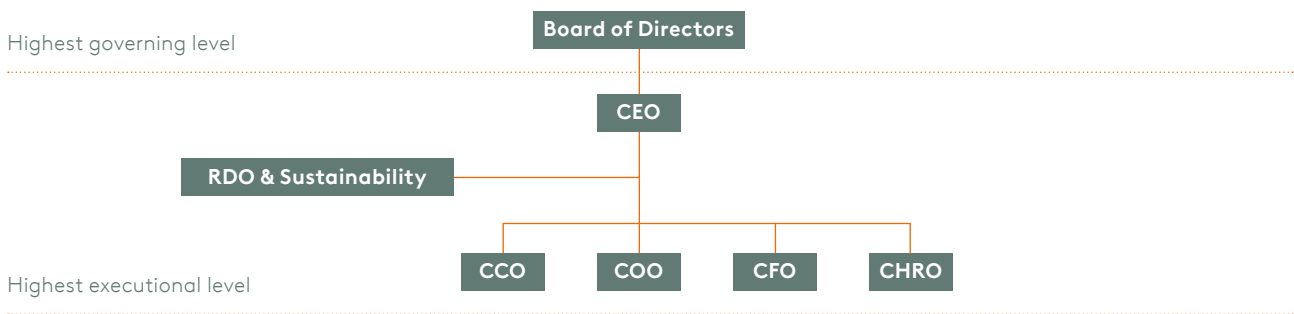 Board of Directors
Highest governing level
CEO
RDO & Sustainability
CCO COO CFO CHRO
Highest executional level